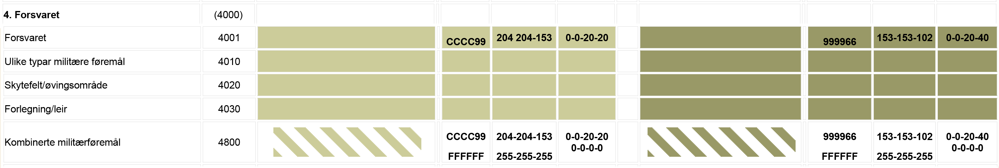 4. Forsvaret (4000)
Forsvaret 4001 CCCC99 204 204-153 0-0-20-20 999966 153-153-102 0-0-20-40
Ulike typar militære føremål 4010
Skytefelt/øvingsområde 4020
Forlegning/leir 4030
Kombinerte militærføremål 4800 CCCC99 204-204-153 0-0-20-20 999966 153-153-102 0-0-20-40
0-0-0-0 0-0-0-0
FFFFFF 255-255-255 FFFFFF 255-255-255